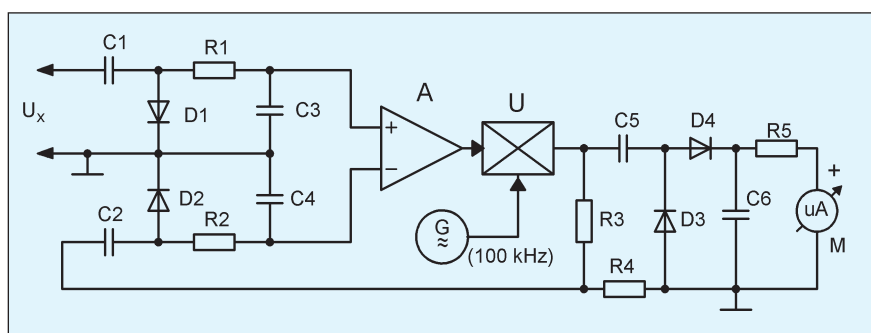 C1
R1
A
U
Ux
D1
C3
+
−
C5
D4
R5
+
D2
C4
C2
R2
G
≈
(100 kHz)
R3
D3
C6
uA
M
R4